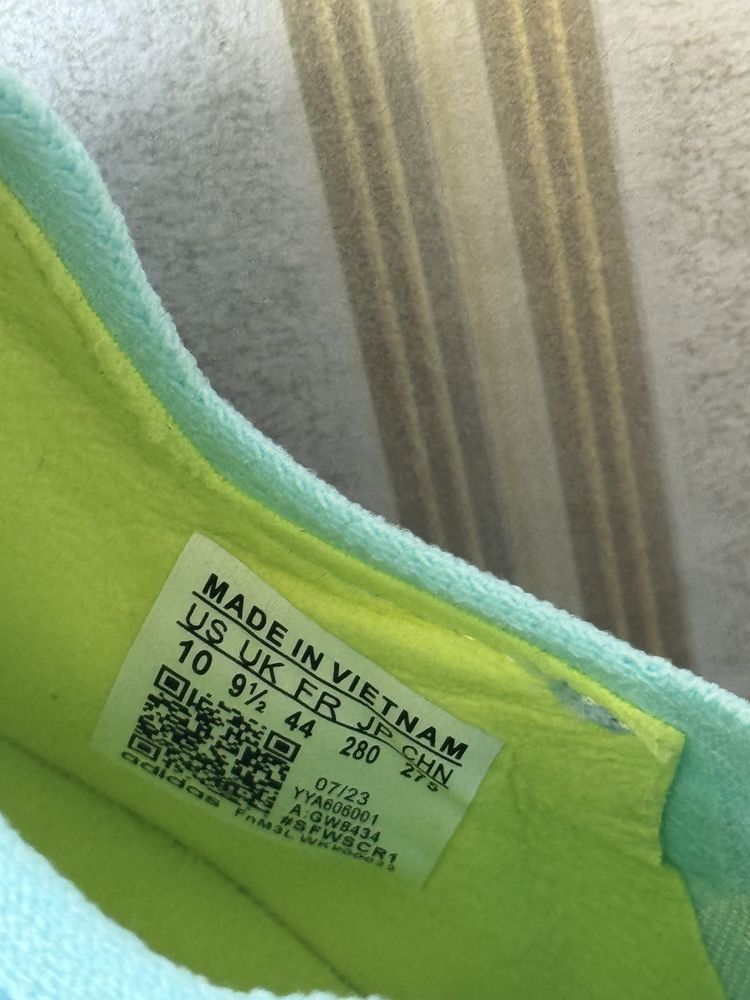 MADE IN VIETNAM
US UK FR JP CHN
10 9½ 44 280 275
07/23
YYA606001
A:GW8434
#SFWSCR1
adidas